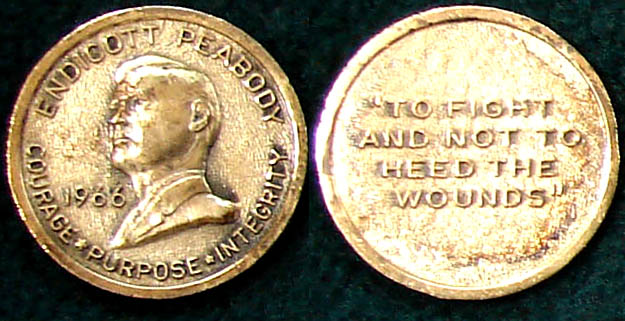 ENDICOTT PEABODY
1966
COURAGE ★ PURPOSE ★ INTEGRITY
"TO FIGHT
AND NOT TO
HEED THE
WOUNDS"